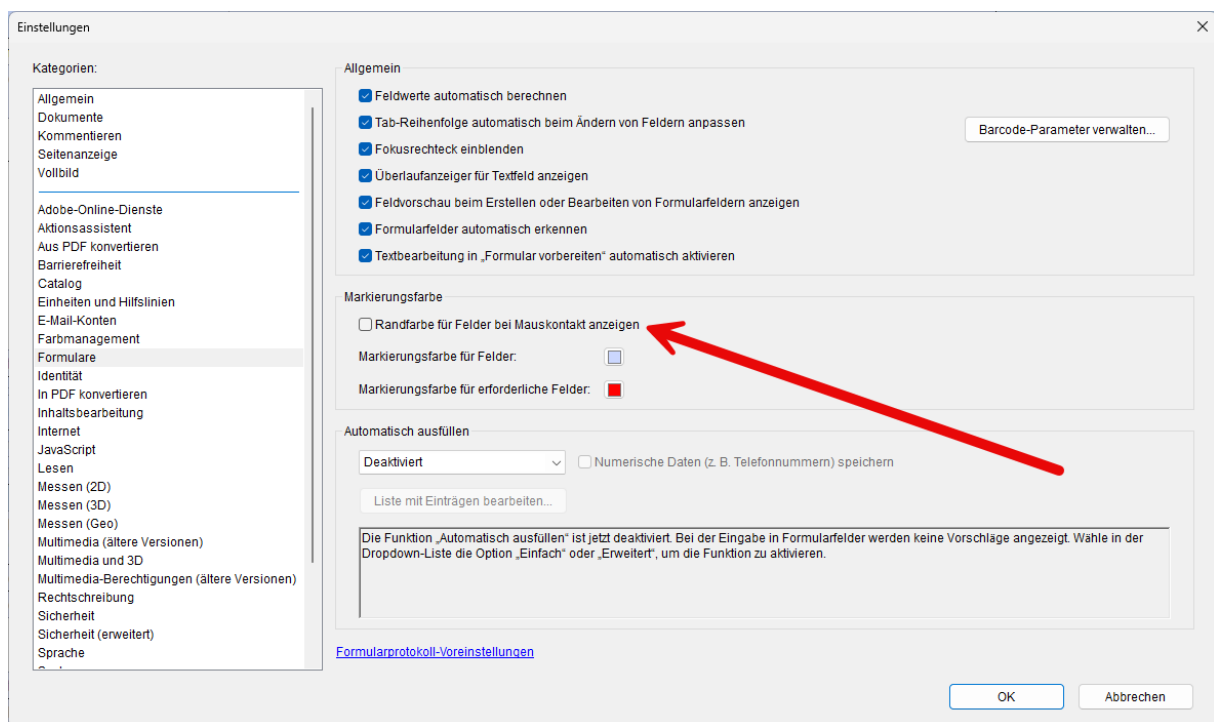 Einstellungen
Kategorien:
Allgemein
Dokumente
Kommentieren
Seitenanzeige
Vollbild
Adobe-Online-Dienste
Aktionsassistent
Aus PDF konvertieren
Barrierefreiheit
Catalog
Einheiten und Hilfslinien
E-Mail-Konten
Farbmanagement
Formulare
Identität
In PDF konvertieren
Inhaltsbearbeitung
Internet
JavaScript
Lesen
Messen (2D)
Messen (3D)
Messen (Geo)
Multimedia (ältere Versionen)
Multimedia und 3D
Multimedia-Berechtigungen (ältere Versionen)
Rechtschreibung
Sicherheit
Sicherheit (erweitert)
Sprache
Allgemein
Feldwerte automatisch berechnen
Tab-Reihenfolge automatisch beim Ändern von Feldern anpassen
Barcode-Parameter verwalten...
Fokusrechteck einblenden
Überlaufanzeiger für Textfeld anzeigen
Feldvorschau beim Erstellen oder Bearbeiten von Formularfeldern anzeigen
Formularfelder automatisch erkennen
Textbearbeitung in „Formular vorbereiten“ automatisch aktivieren
Markierungsfarbe
Randfarbe für Felder bei Mauskontakt anzeigen
Markierungsfarbe für Felder:
Markierungsfarbe für erforderliche Felder:
Automatisch ausfüllen
Deaktiviert
Numerische Daten (z. B. Telefonnummern) speichern
Liste mit Einträgen bearbeiten...
Die Funktion „Automatisch ausfüllen“ ist jetzt deaktiviert. Bei der Eingabe in Formularfelder werden keine Vorschläge angezeigt. Wähle in der
Dropdown-Liste die Option „Einfach“ oder „Erweitert“, um die Funktion zu aktivieren.
Formularprotokoll-Voreinstellungen
OK
Abbrechen